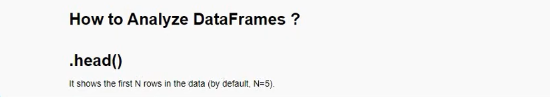 How to Analyze DataFrames ?
.head()
It shows the first N rows in the data (by default, N=5).